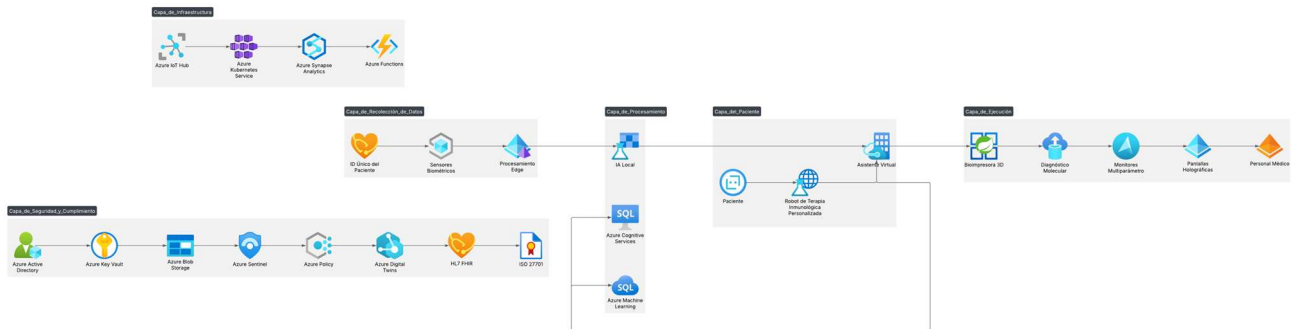 Capa_de_Infraestructura
Azure IoT Hub
Azure
Kubernetes
Service
Azure Synapse
Analytics
Azure Functions
Capa_de_Recolección_de_Datos
ID Único del
Paciente
Sensores
Biométricos
Procesamiento
Edge
Capa_de_Procesamiento
IA Local
SQL
Azure Cognitive
Services
SQL
Azure Machine
Learning
Capa_del_Paciente
Asistente Virtual
Paciente
Robot de Terapia
Inmunológica
Personalizada
Capa_de_Ejecución
Bioimpresora 3D
Diagnóstico
Molecular
Monitores
Multiparámetro
Pantallas
Holográficas
Personal Médico
Capa_de_Seguridad_y_Cumplimiento
Azure Active
Directory
Azure Key Vault
Azure Blob
Storage
Azure Sentinel
Azure Policy
Azure Digital
Twins
HL7 FHIR
ISO 27701